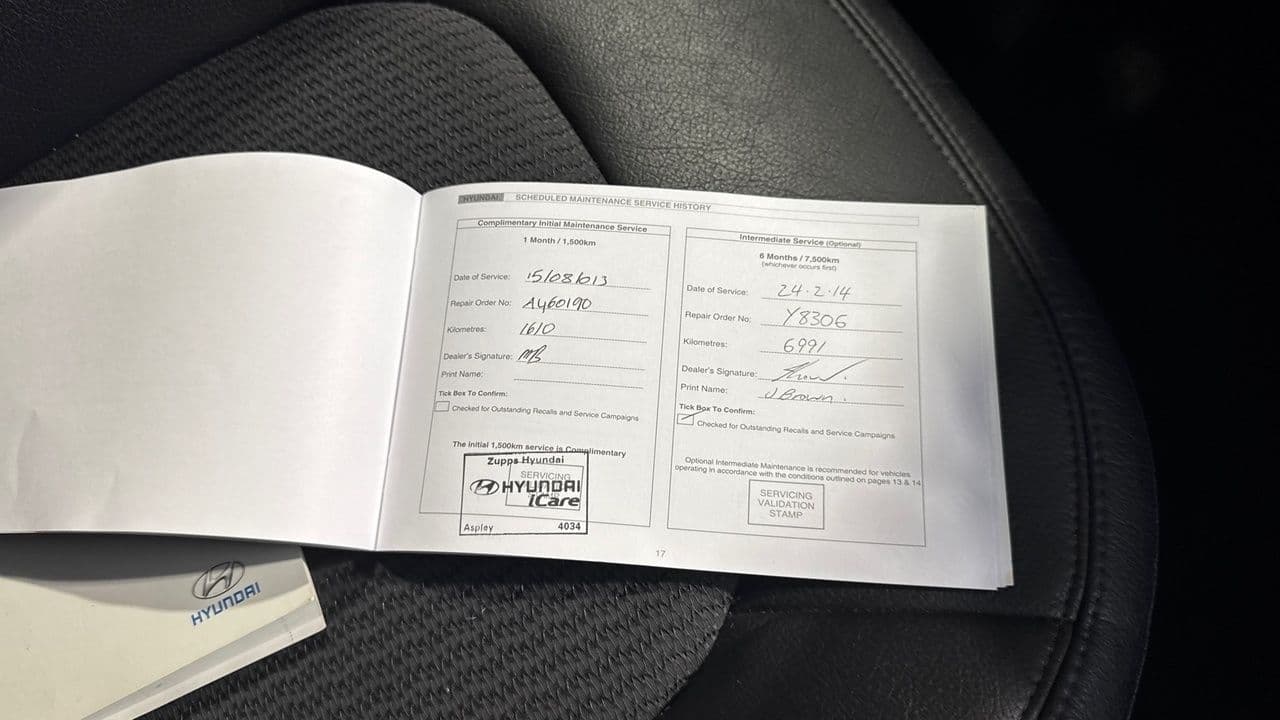 HYUNDAI SCHEDULED MAINTENANCE SERVICE HISTORY
Complimentary Initial Maintenance Service
1 Month / 1,500km
Date of Service: 15/08/013
Repair Order No: AY60190
Kilometres: 1610
Dealer's Signature: MB
Print Name:
Tick Box To Confirm:
Checked for Outstanding Recalls and Service Campaigns
The initial 1,500km service is Complimentary
Zupps Hyundai
SERVICING
HYUNDAI
iCare
Aspley 4034
Intermediate Service (Optional)
6 Months / 7,500km
(whichever occurs first)
Date of Service: 24.2.14
Repair Order No: Y8306
Kilometres: 6991
Dealer's Signature:
Print Name: J Brown.
Tick Box To Confirm:
Checked for Outstanding Recalls and Service Campaigns
Optional Intermediate Maintenance is recommended for vehicles
operating in accordance with the conditions outlined on pages 13 & 14
SERVICING
VALIDATION
STAMP
17
HYUNDAI